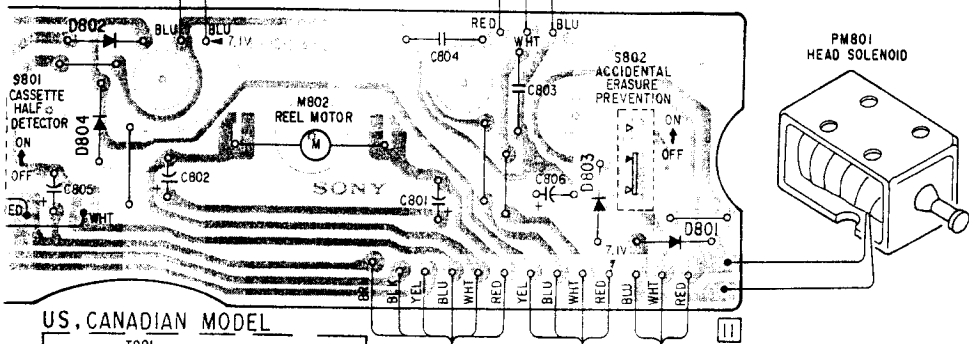 D802
BLU
BLU
7.1V
RED
BLU
WHT
C804
PM801
HEAD SOLENOID
S801
CASSETTE
HALF
DETECTOR
ON
OFF
D804
M802
REEL MOTOR
M
C803
S802
ACCIDENTAL
ERASURE
PREVENTION
ON
OFF
C805
C802
SONY
C801
C806
D803
WHT
D801
7.1V
BLK
YEL
BLU
WHT
RED
YEL
BLU
WHT
RED
BLU
WHT
RED
11
US, CANADIAN MODEL